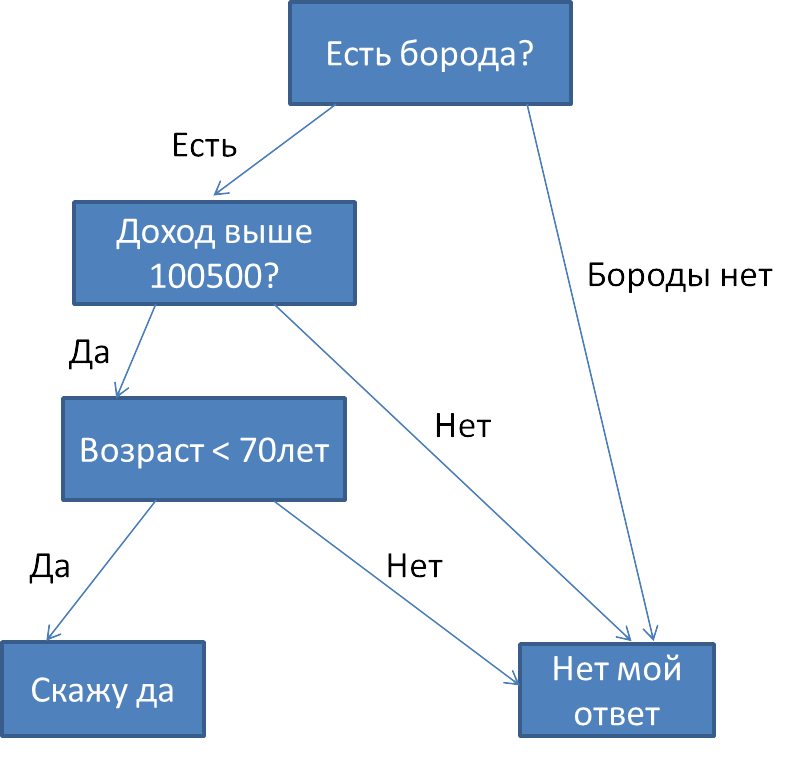 Есть борода?
Есть
Доход выше
100500?
Бороды нет
Да
Нет
Возраст < 70лет
Да
Нет
Скажу да
Нет мой
ответ